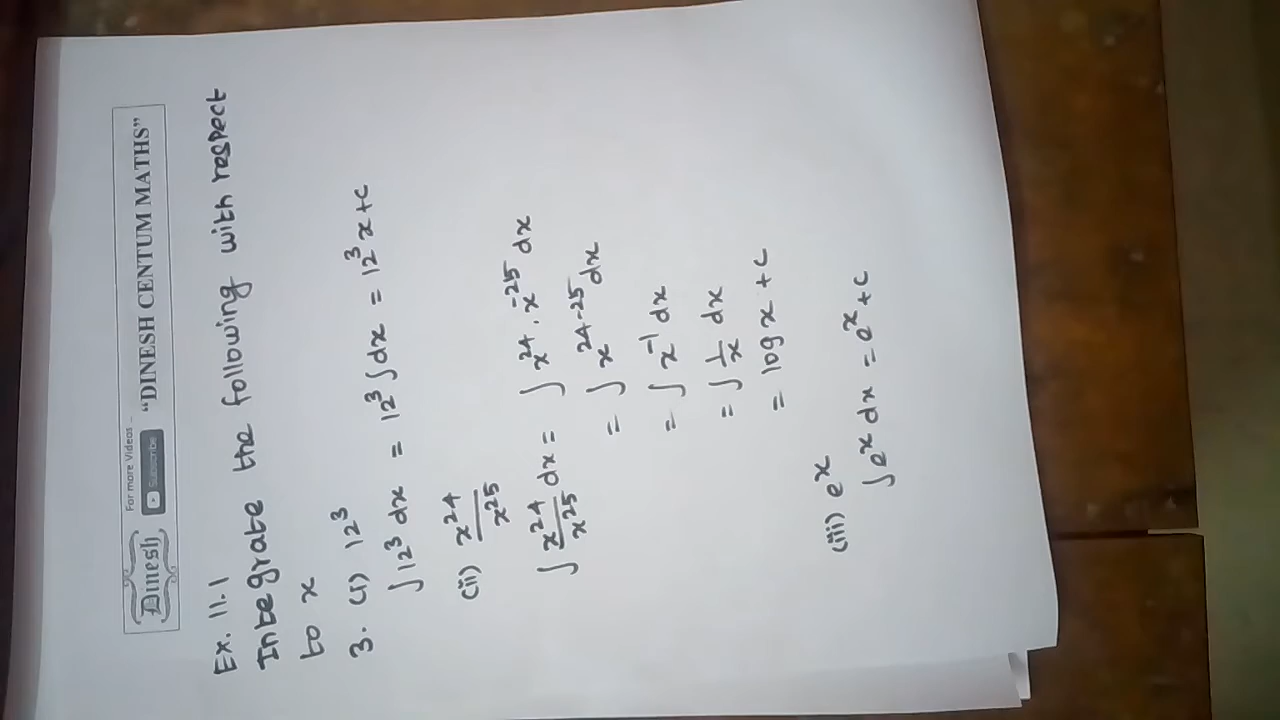 Dinesh
For more Videos ..
Subscribe
"DINESH CENTUM MATHS"
Ex. 11.1
Integrate the following with respect
to x
3. (i) 12³
∫12³ dx = 12³ ∫dx = 12³ x + c
(ii) x²⁴/x²⁵
∫ x²⁴/x²⁵ dx = ∫ x²⁴ . x⁻²⁵ dx
= ∫ x²⁴⁻²⁵ dx
= ∫ x⁻¹ dx
= ∫ 1/x dx
= log x + c
(iii) eˣ
∫ eˣ dx = eˣ + c